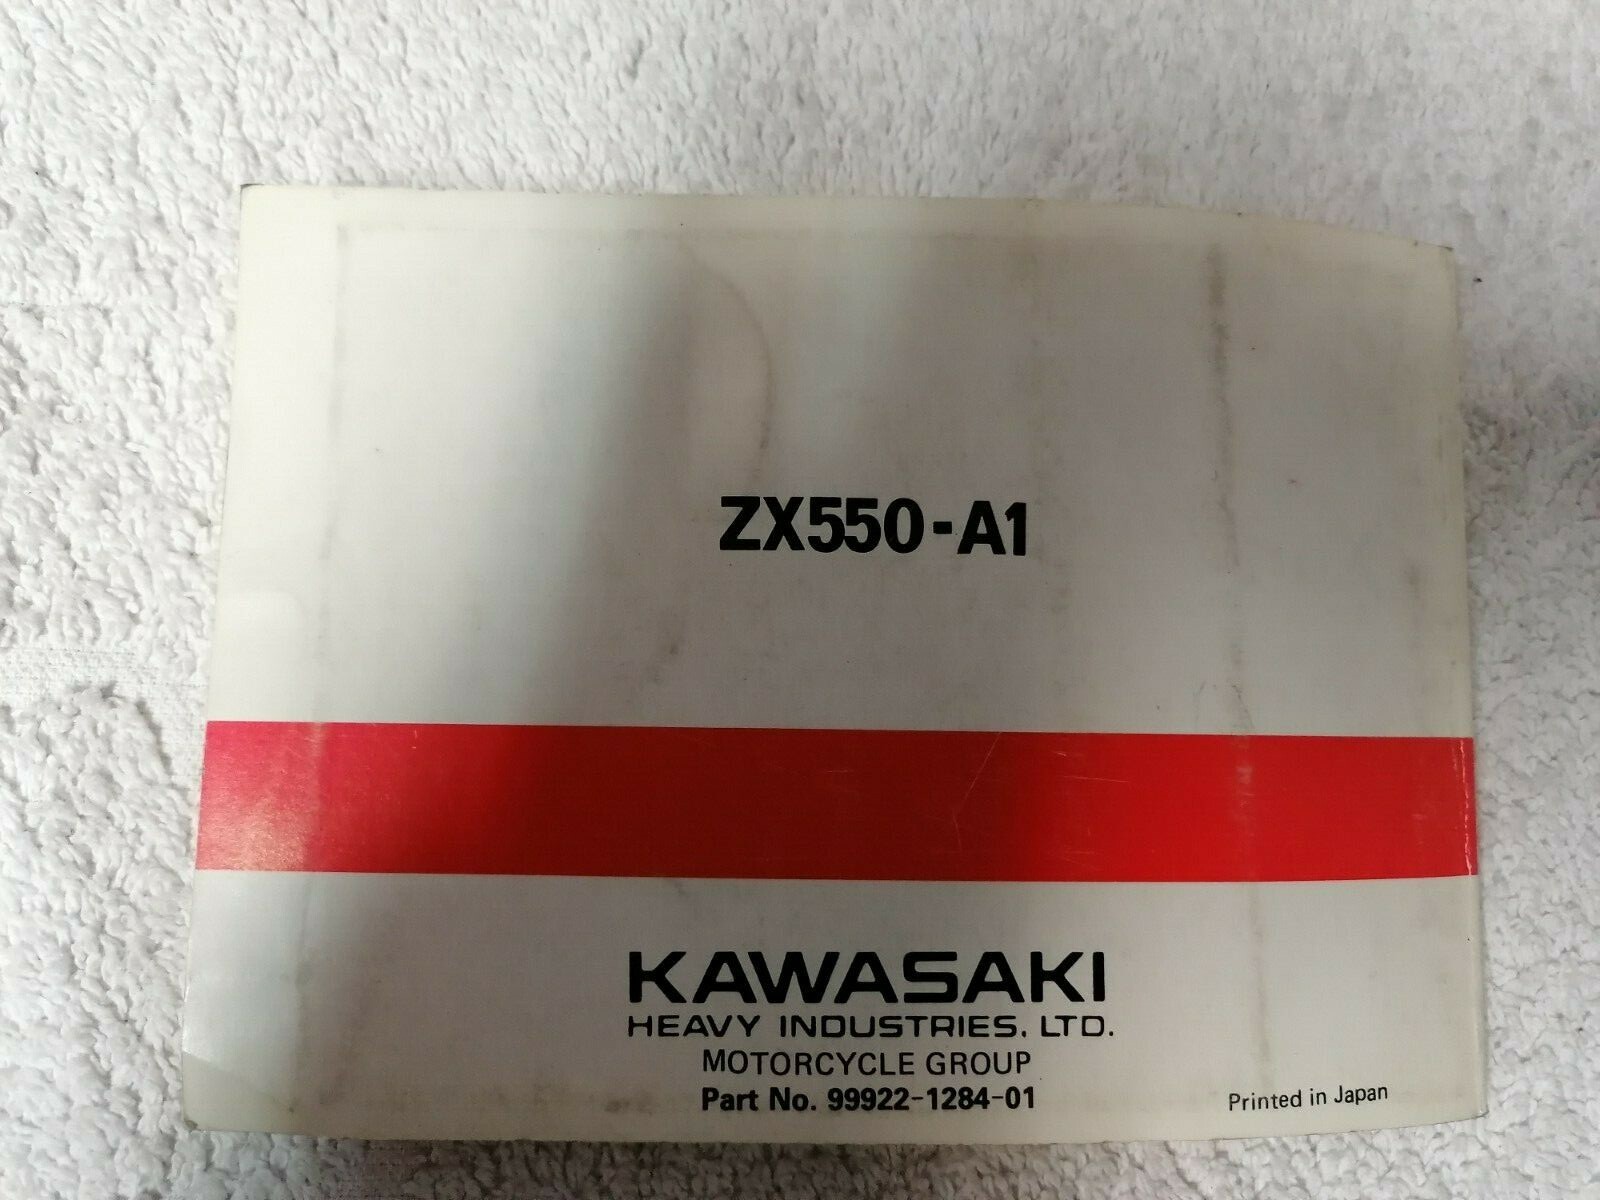 ZX550-A1
KAWASAKI
HEAVY INDUSTRIES, LTD.
MOTORCYCLE GROUP
Part No. 99922-1284-01
Printed in Japan